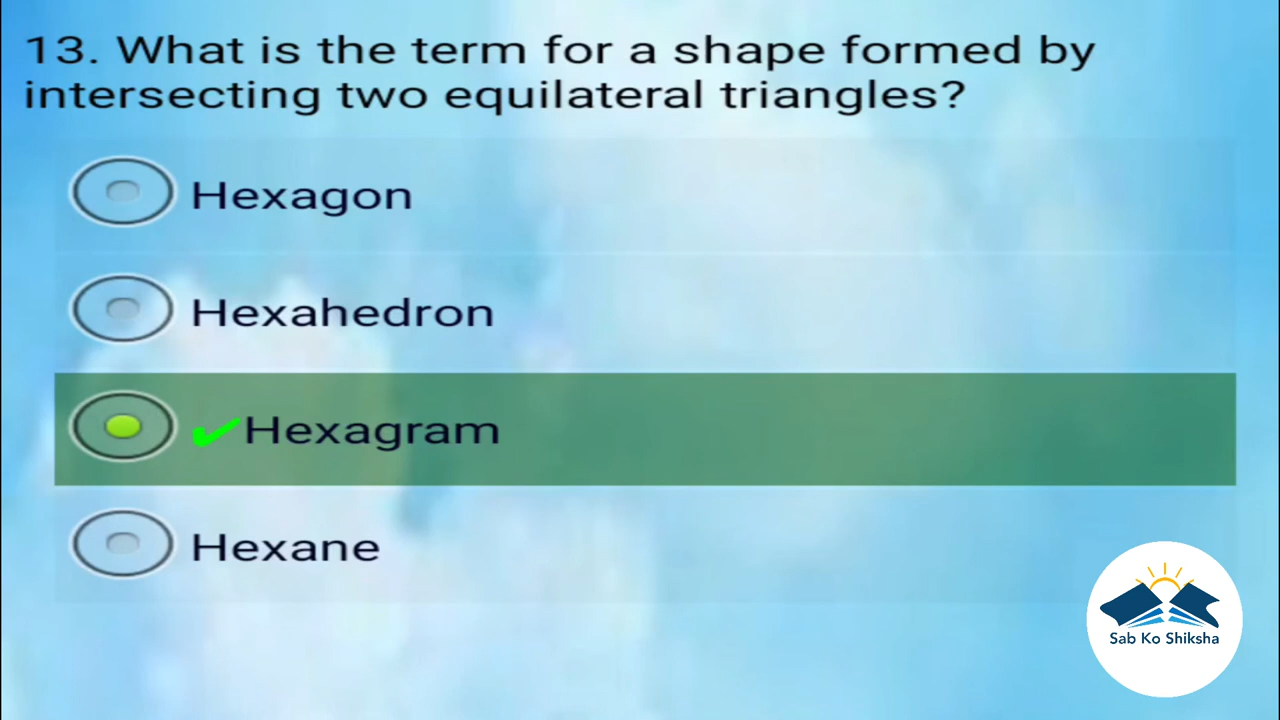 13. What is the term for a shape formed by
intersecting two equilateral triangles?
Hexagon
Hexahedron
✔Hexagram
Hexane
Sab Ko Shiksha